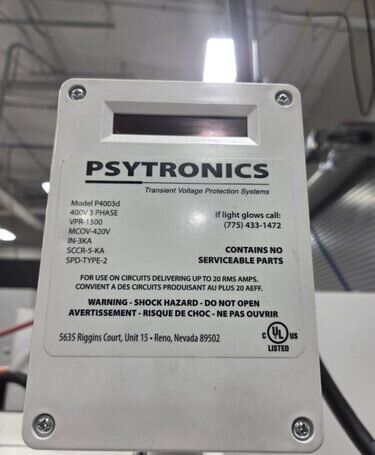 PSYTRONICS
Transient Voltage Protection Systems
Model P4003d
400V 3 PHASE
VPR-1500
MCOV-420V
IN-3KA
SCCR-5-KA
SPD-TYPE-2
If light glows call:
(775) 433-1472
CONTAINS NO
SERVICEABLE PARTS
FOR USE ON CIRCUITS DELIVERING UP TO 20 RMS AMPS.
CONVIENT A DES CIRCUITS PRODUISANT AU PLUS 20 AEFF.
WARNING - SHOCK HAZARD - DO NOT OPEN
AVERTISSEMENT - RISQUE DE CHOC - NE PAS OUVRIR
5635 Riggins Court, Unit 15 • Reno, Nevada 89502
C UL US
LISTED